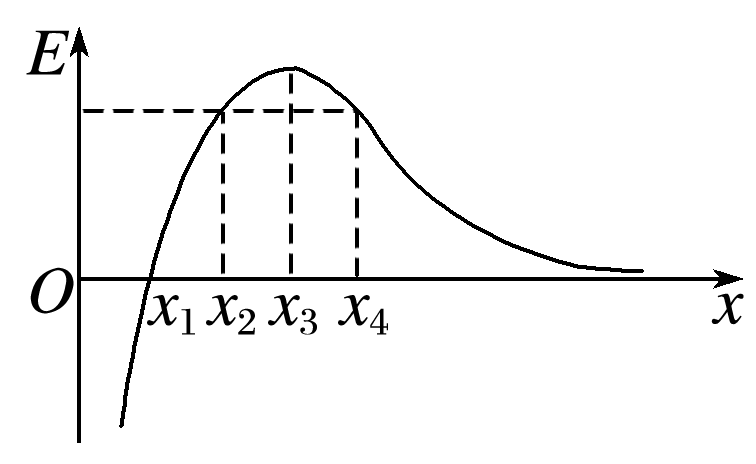 E
O
x₁ x₂ x₃ x₄
x